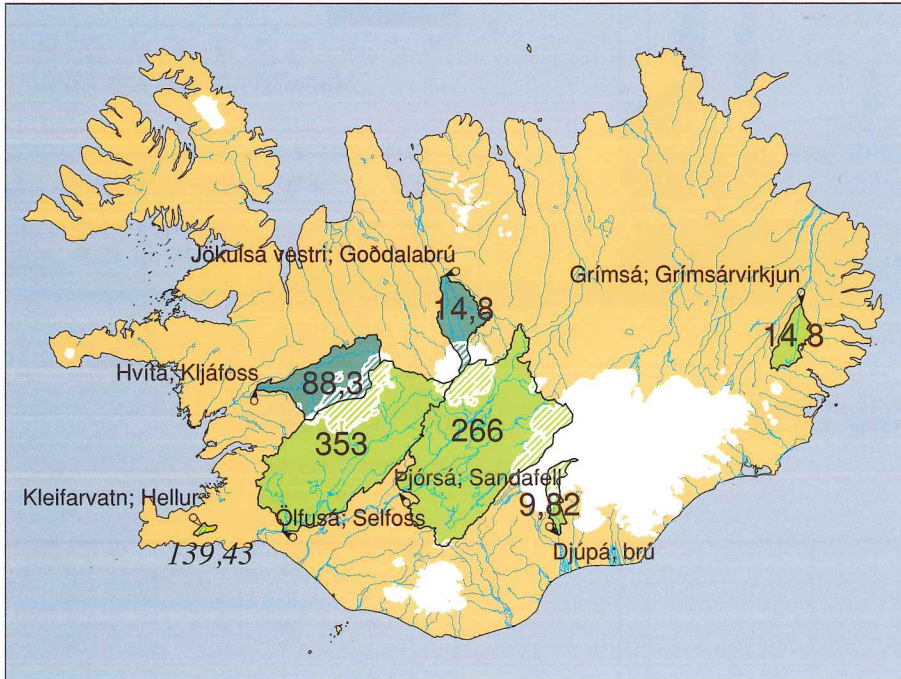 Jökulsá vestri; Goðdalabrú
Grímsá; Grímsárvirkjun
14,8
14,8
Hvítá; Kljáfoss
88,3
353
266
Þjórsá; Sandafell
Kleifarvatn; Hellur
9,82
Ölfusá; Selfoss
139,43
Djúpá; brú